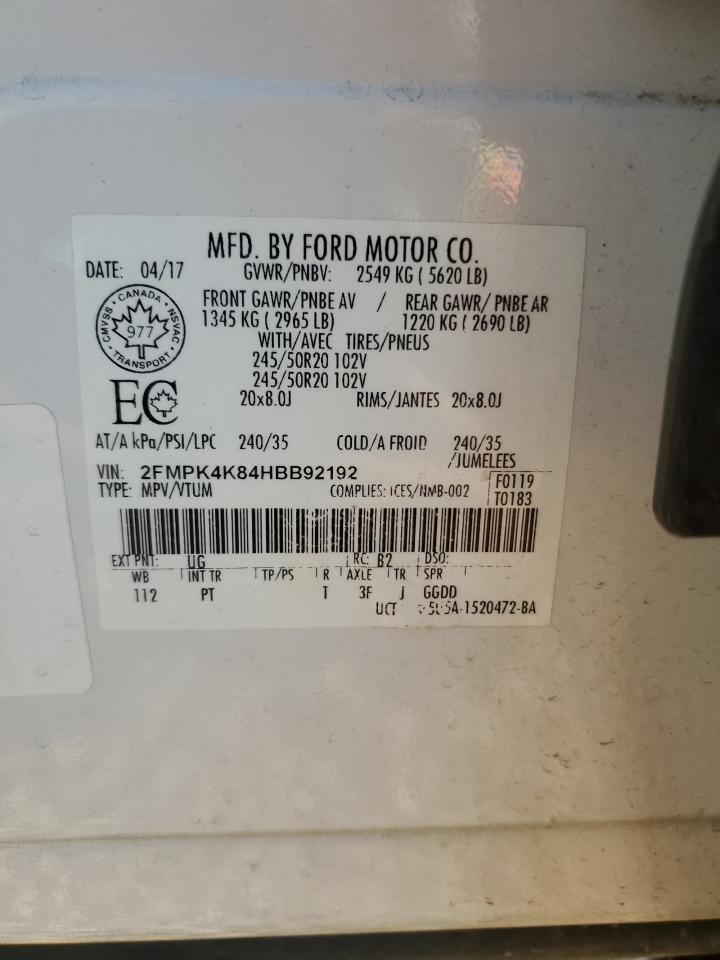 MFD. BY FORD MOTOR CO.
DATE: 04/17 GVWR/PNBV: 2549 KG ( 5620 LB)
FRONT GAWR/PNBE AV / REAR GAWR/ PNBE AR
1345 KG ( 2965 LB) 1220 KG ( 2690 LB)
WITH/AVEC TIRES/PNEUS
245/50R20 102V
245/50R20 102V
20x8.0J RIMS/JANTES 20x8.0J
CANADA
CMVSS · NSVAC
977
TRANSPORT
EC
AT/A kPa/PSI/LPC 240/35 COLD/A FROID 240/35
/JUMELEES
VIN: 2FMPK4K84HBB92192
TYPE: MPV/VTUM COMPLIES: ICES/NMB-002
F0119
T0183
EXT PNT: UG RC: B2 DSO:
WB INT TR TP/PS R AXLE TR SPR
112 PT T 3F J GGDD
UCT